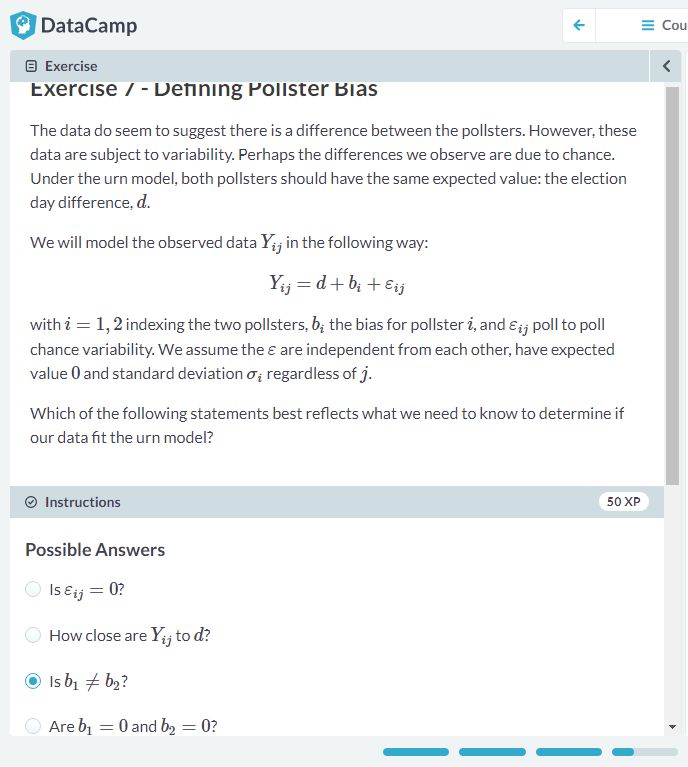 DataCamp
Cou
Exercise
Exercise 7 - Defining Pollster Bias
The data do seem to suggest there is a difference between the pollsters. However, these
data are subject to variability. Perhaps the differences we observe are due to chance.
Under the urn model, both pollsters should have the same expected value: the election
day difference, d.
We will model the observed data Y_{ij} in the following way:
Y_{ij} = d + b_i + ε_{ij}
with i = 1, 2 indexing the two pollsters, b_i the bias for pollster i, and ε_{ij} poll to poll
chance variability. We assume the ε are independent from each other, have expected
value 0 and standard deviation σ_i regardless of j.
Which of the following statements best reflects what we need to know to determine if
our data fit the urn model?
Instructions
50 XP
Possible Answers
Is ε_{ij} = 0?
How close are Y_{ij} to d?
Is b_1 ≠ b_2?
Are b_1 = 0 and b_2 = 0?